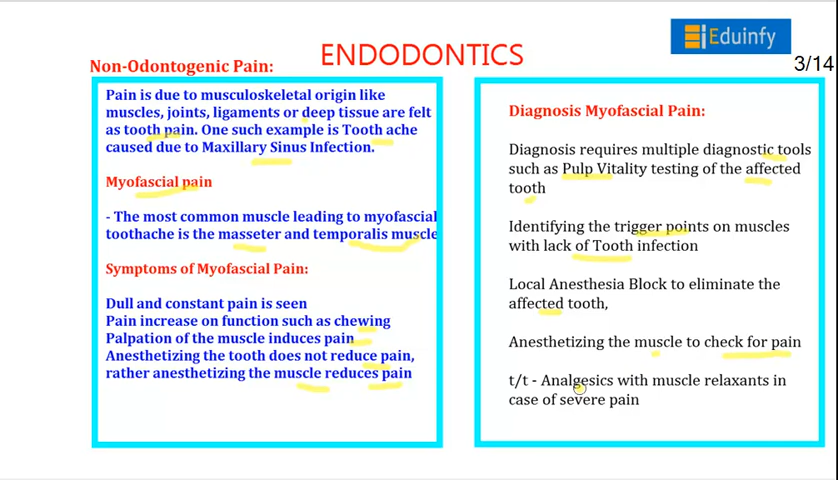 ENDODONTICS
Eduinfy
3/14
Non-Odontogenic Pain:
Pain is due to musculoskeletal origin like
muscles, joints, ligaments or deep tissue are felt
as tooth pain. One such example is Tooth ache
caused due to Maxillary Sinus Infection.
Myofascial pain
- The most common muscle leading to myofascial
toothache is the masseter and temporalis muscle
Symptoms of Myofascial Pain:
Dull and constant pain is seen
Pain increase on function such as chewing
Palpation of the muscle induces pain
Anesthetizing the tooth does not reduce pain,
rather anesthetizing the muscle reduces pain
Diagnosis Myofascial Pain:
Diagnosis requires multiple diagnostic tools
such as Pulp Vitality testing of the affected
tooth
Identifying the trigger points on muscles
with lack of Tooth infection
Local Anesthesia Block to eliminate the
affected tooth,
Anesthetizing the muscle to check for pain
t/t - Analgesics with muscle relaxants in
case of severe pain